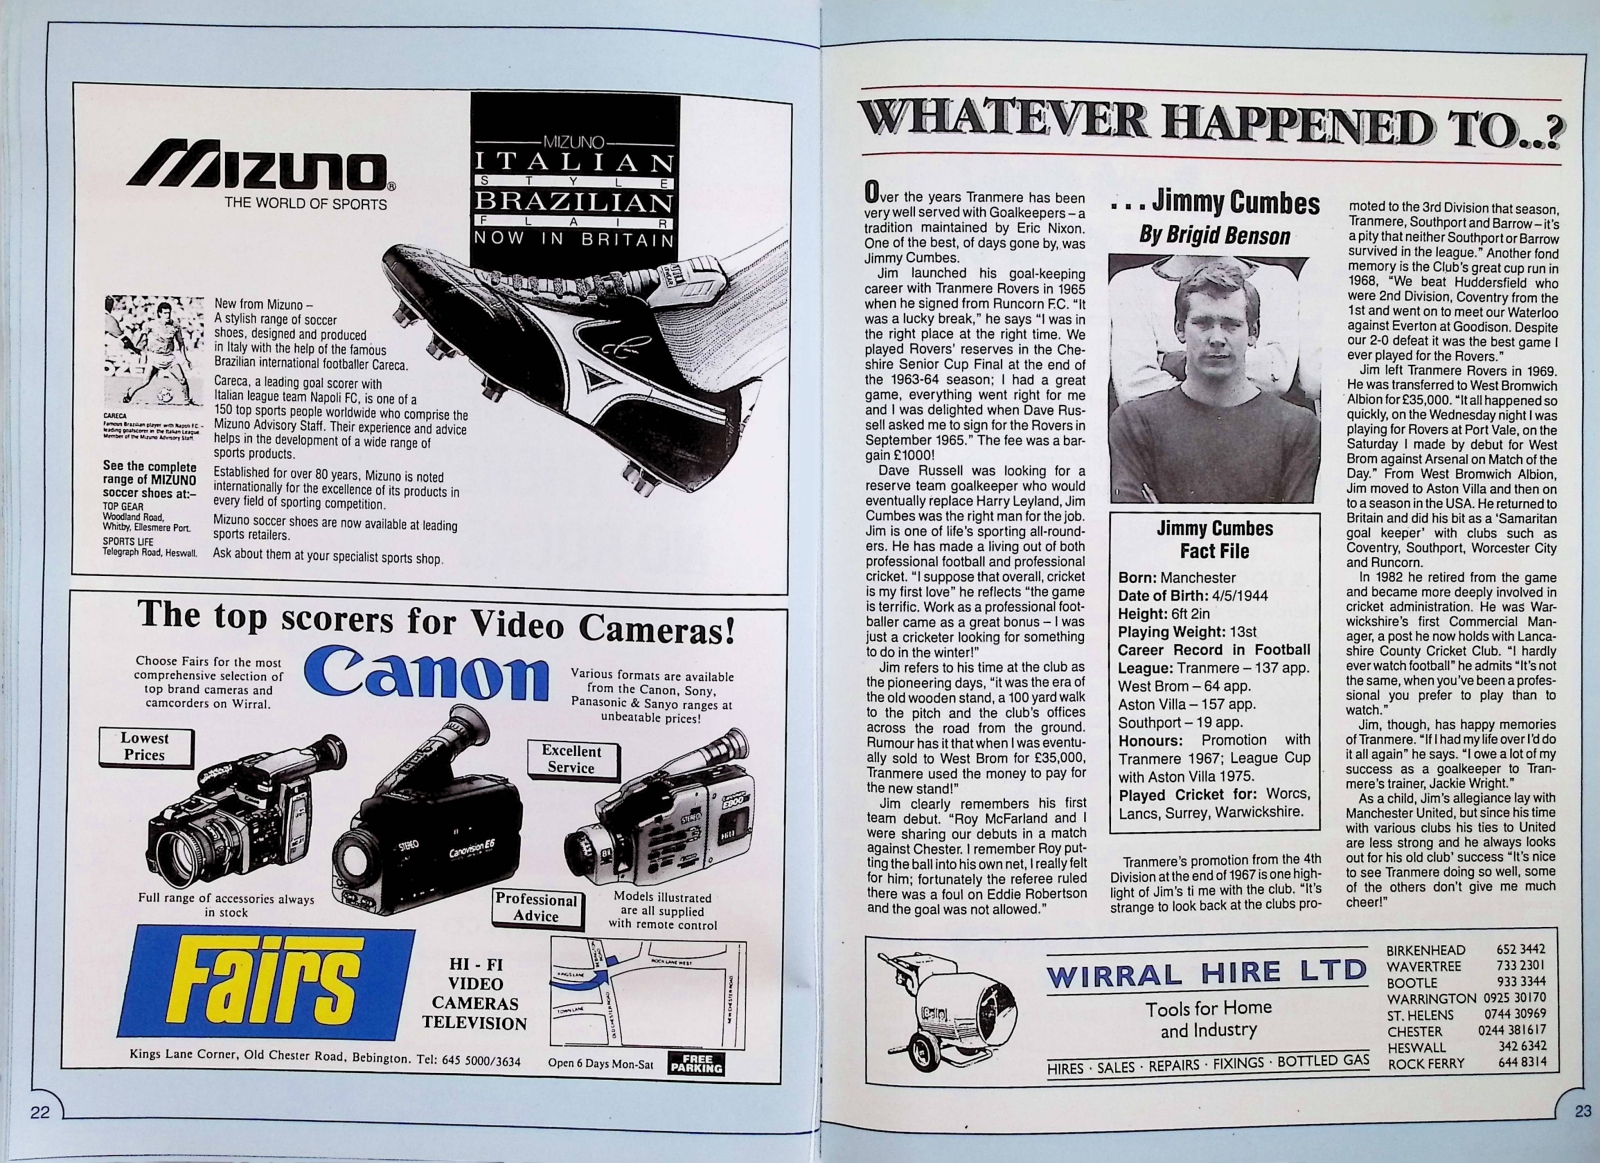 MIZUNO®
THE WORLD OF SPORTS
MIZUNO
ITALIAN
STYLE
BRAZILIAN
FLAIR
NOW IN BRITAIN
New from Mizuno –
A stylish range of soccer
shoes, designed and produced
in Italy with the help of the famous
Brazilian international footballer Careca.
Careca, a leading goal scorer with
Italian league team Napoli FC, is one of a
150 top sports people worldwide who comprise the
Mizuno Advisory Staff. Their experience and advice
helps in the development of a wide range of
sports products.
Established for over 80 years, Mizuno is noted
internationally for the excellence of its products in
every field of sporting competition.
Mizuno soccer shoes are now available at leading
sports retailers.
Ask about them at your specialist sports shop.
CARECA
Famous Brazilian player with Napoli F.C. –
leading goalscorer in the Italian League
Member of the Mizuno Advisory Staff.
See the complete
range of MIZUNO
soccer shoes at:–
TOP GEAR
Woodland Road,
Whitby, Ellesmere Port.
SPORTS LIFE
Telegraph Road, Heswall.
The top scorers for Video Cameras!
Choose Fairs for the most
comprehensive selection of
top brand cameras and
camcorders on Wirral.
Canon
Various formats are available
from the Canon, Sony,
Panasonic & Sanyo ranges at
unbeatable prices!
Lowest
Prices
Excellent
Service
STEREO
Canovision E6
STEREO
E800
Full range of accessories always
in stock
Professional
Advice
Models illustrated
are all supplied
with remote control
Fairs
HI - FI
VIDEO
CAMERAS
TELEVISION
KINGS LANE
TOWN LANE
ROCK LANE WEST
OLD CHESTER ROAD
NEW CHESTER ROAD
Kings Lane Corner, Old Chester Road, Bebington. Tel: 645 5000/3634
Open 6 Days Mon-Sat
FREE
PARKING
22
WHATEVER HAPPENED TO..?
Over the years Tranmere has been
very well served with Goalkeepers – a
tradition maintained by Eric Nixon.
One of the best, of days gone by, was
Jimmy Cumbes.
Jim launched his goal-keeping
career with Tranmere Rovers in 1965
when he signed from Runcorn F.C. "It
was a lucky break," he says "I was in
the right place at the right time. We
played Rovers' reserves in the Che-
shire Senior Cup Final at the end of
the 1963-64 season; I had a great
game, everything went right for me
and I was delighted when Dave Rus-
sell asked me to sign for the Rovers in
September 1965." The fee was a bar-
gain £1000!
Dave Russell was looking for a
reserve team goalkeeper who would
eventually replace Harry Leyland, Jim
Cumbes was the right man for the job.
Jim is one of life's sporting all-round-
ers. He has made a living out of both
professional football and professional
cricket. "I suppose that overall, cricket
is my first love" he reflects "the game
is terrific. Work as a professional foot-
baller came as a great bonus – I was
just a cricketer looking for something
to do in the winter!"
Jim refers to his time at the club as
the pioneering days, "it was the era of
the old wooden stand, a 100 yard walk
to the pitch and the club's offices
across the road from the ground.
Rumour has it that when I was eventu-
ally sold to West Brom for £35,000,
Tranmere used the money to pay for
the new stand!"
Jim clearly remembers his first
team debut. "Roy McFarland and I
were sharing our debuts in a match
against Chester. I remember Roy put-
ting the ball into his own net, I really felt
for him; fortunately the referee ruled
there was a foul on Eddie Robertson
and the goal was not allowed."
...Jimmy Cumbes
By Brigid Benson
Jimmy Cumbes
Fact File
Born: Manchester
Date of Birth: 4/5/1944
Height: 6ft 2in
Playing Weight: 13st
Career Record in Football
League: Tranmere – 137 app.
West Brom – 64 app.
Aston Villa – 157 app.
Southport – 19 app.
Honours: Promotion with
Tranmere 1967; League Cup
with Aston Villa 1975.
Played Cricket for: Worcs,
Lancs, Surrey, Warwickshire.
Tranmere's promotion from the 4th
Division at the end of 1967 is one high-
light of Jim's ti me with the club. "It's
strange to look back at the clubs pro-
moted to the 3rd Division that season,
Tranmere, Southport and Barrow – it's
a pity that neither Southport or Barrow
survived in the league." Another fond
memory is the Club's great cup run in
1968, "We beat Huddersfield who
were 2nd Division, Coventry from the
1st and went on to meet our Waterloo
against Everton at Goodison. Despite
our 2-0 defeat it was the best game I
ever played for the Rovers."
Jim left Tranmere Rovers in 1969.
He was transferred to West Bromwich
Albion for £35,000. "It all happened so
quickly, on the Wednesday night I was
playing for Rovers at Port Vale, on the
Saturday I made by debut for West
Brom against Arsenal on Match of the
Day." From West Bromwich Albion,
Jim moved to Aston Villa and then on
to a season in the USA. He returned to
Britain and did his bit as a 'Samaritan
goal keeper' with clubs such as
Coventry, Southport, Worcester City
and Runcorn.
In 1982 he retired from the game
and became more deeply involved in
cricket administration. He was War-
wickshire's first Commercial Man-
ager, a post he now holds with Lanca-
shire County Cricket Club. "I hardly
ever watch football" he admits "It's not
the same, when you've been a profes-
sional you prefer to play than to
watch."
Jim, though, has happy memories
of Tranmere. "If I had my life over I'd do
it all again" he says. "I owe a lot of my
success as a goalkeeper to Tran-
mere's trainer, Jackie Wright."
As a child, Jim's allegiance lay with
Manchester United, but since his time
with various clubs his ties to United
are less strong and he always looks
out for his old club' success "It's nice
to see Tranmere doing so well, some
of the others don't give me much
cheer!"
Belle
WIRRAL HIRE LTD
Tools for Home
and Industry
HIRES · SALES · REPAIRS · FIXINGS · BOTTLED GAS
BIRKENHEAD 652 3442
WAVERTREE 733 2301
BOOTLE 933 3344
WARRINGTON 0925 30170
ST. HELENS 0744 30969
CHESTER 0244 381617
HESWALL 342 6342
ROCK FERRY 644 8314
23